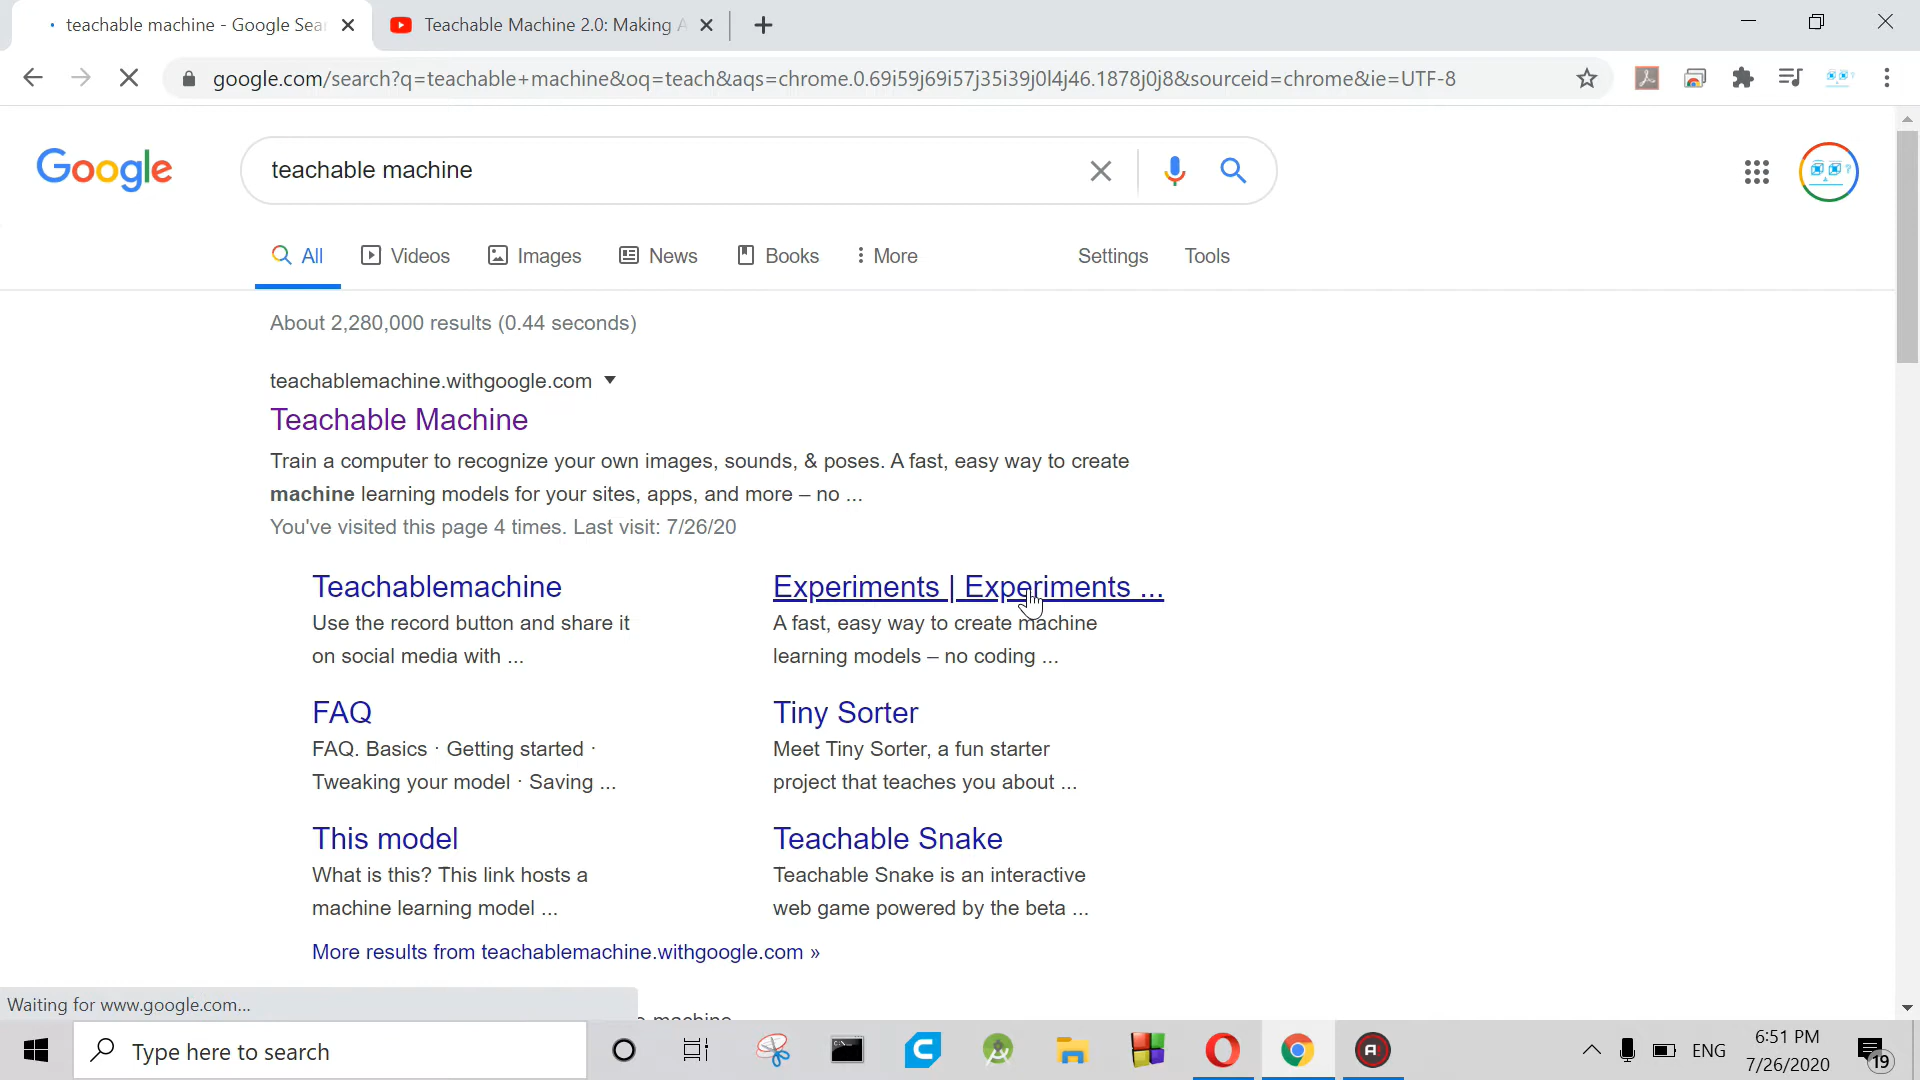 teachable machine - Google Sear
Teachable Machine 2.0: Making A
google.com/search?q=teachable+machine&oq=teach&aqs=chrome.0.69i59j69i57j35i39j0l4j46.1878j0j8&sourceid=chrome&ie=UTF-8
Google
teachable machine
All
Videos
Images
News
Books
More
Settings
Tools
About 2,280,000 results (0.44 seconds)
teachablemachine.withgoogle.com
Teachable Machine
Train a computer to recognize your own images, sounds, & poses. A fast, easy way to create
machine learning models for your sites, apps, and more – no ...
You've visited this page 4 times. Last visit: 7/26/20
Teachablemachine
Use the record button and share it
on social media with ...
Experiments | Experiments ...
A fast, easy way to create machine
learning models – no coding ...
FAQ
FAQ. Basics · Getting started ·
Tweaking your model · Saving ...
Tiny Sorter
Meet Tiny Sorter, a fun starter
project that teaches you about ...
This model
What is this? This link hosts a
machine learning model ...
Teachable Snake
Teachable Snake is an interactive
web game powered by the beta ...
More results from teachablemachine.withgoogle.com »
Waiting for www.google.com...
machine
Type here to search
ENG
6:51 PM
7/26/2020
19